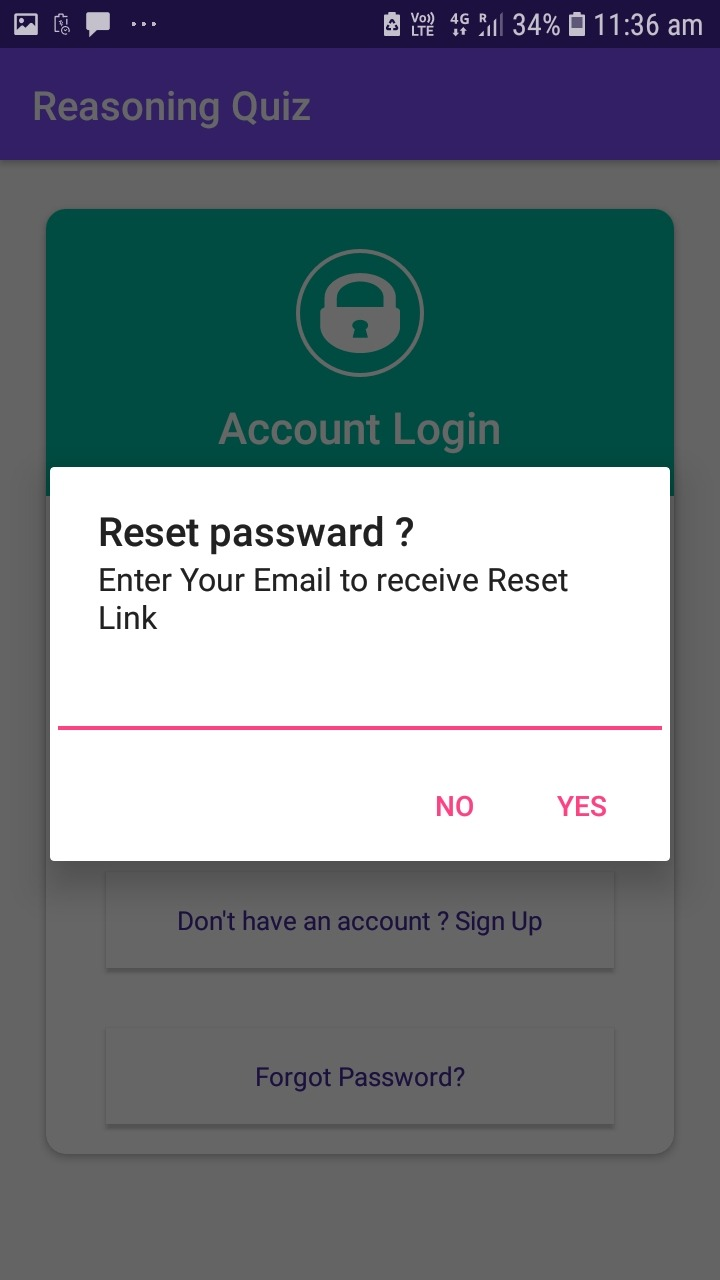 Vo)) LTE 4G R 34% 11:36 am
Reasoning Quiz
Account Login
Reset passward ?
Enter Your Email to receive Reset
Link
NO YES
Don't have an account ? Sign Up
Forgot Password?